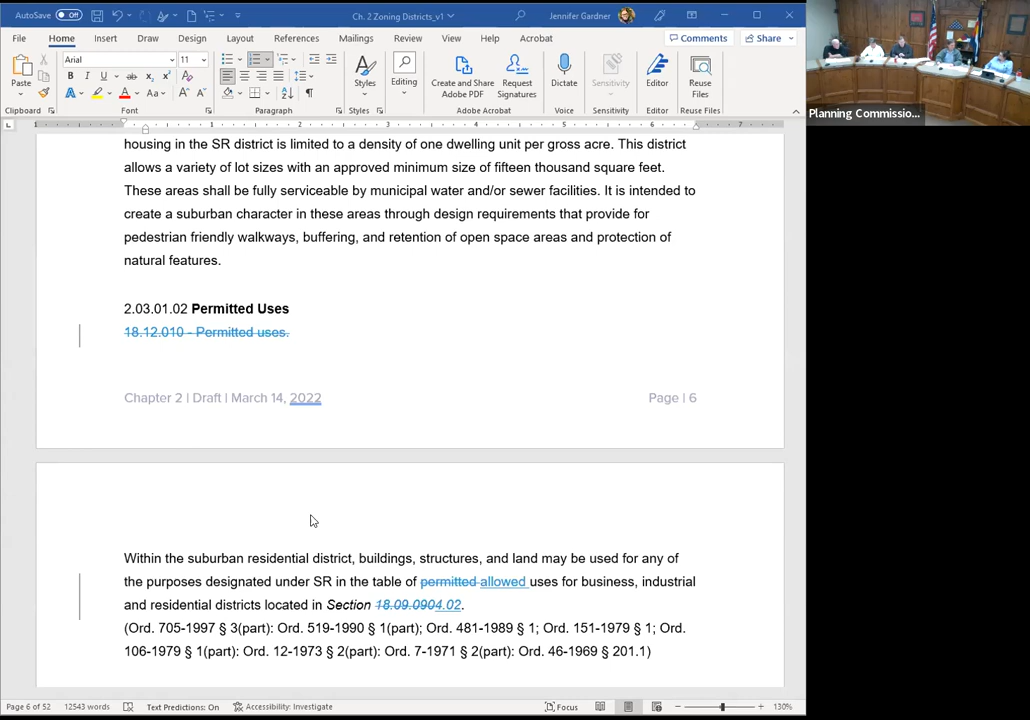 AutoSave Off Ch. 2 Zoning Districts_v1 Jennifer Gardner
File Home Insert Draw Design Layout References Mailings Review View Help Acrobat Comments Share
Arial 11
Paste B I U ab x₂ x² A Aa A A
Styles Editing Create and Share Adobe PDF Request Signatures Dictate Sensitivity Editor Reuse Files
Clipboard Font Paragraph Styles Adobe Acrobat Voice Sensitivity Editor Reuse Files
Planning Commissio...
1 1 2 3 4 5 6 7
housing in the SR district is limited to a density of one dwelling unit per gross acre. This district
allows a variety of lot sizes with an approved minimum size of fifteen thousand square feet.
These areas shall be fully serviceable by municipal water and/or sewer facilities. It is intended to
create a suburban character in these areas through design requirements that provide for
pedestrian friendly walkways, buffering, and retention of open space areas and protection of
natural features.
2.03.01.02 Permitted Uses
18.12.010 - Permitted uses.
Chapter 2 | Draft | March 14, 2022 Page | 6
Within the suburban residential district, buildings, structures, and land may be used for any of
the purposes designated under SR in the table of permitted allowed uses for business, industrial
and residential districts located in Section 18.09.0904.02.
(Ord. 705-1997 § 3(part): Ord. 519-1990 § 1(part); Ord. 481-1989 § 1; Ord. 151-1979 § 1; Ord.
106-1979 § 1(part): Ord. 12-1973 § 2(part): Ord. 7-1971 § 2(part): Ord. 46-1969 § 201.1)
Page 6 of 52 12543 words Text Predictions: On Accessibility: Investigate Focus 130%